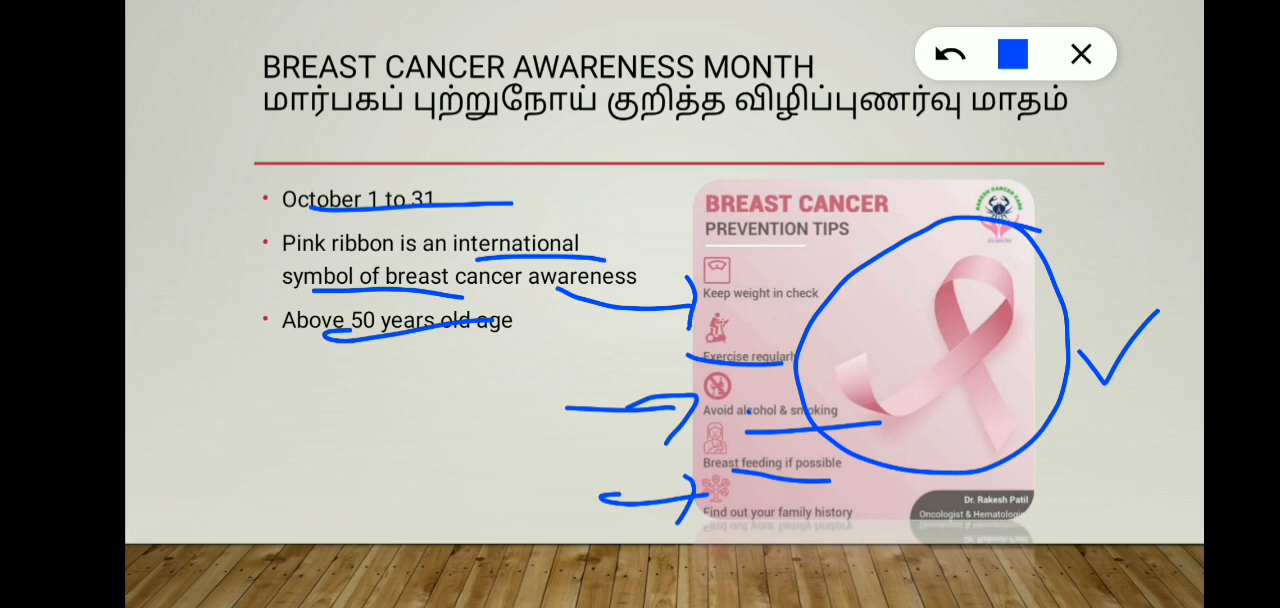 BREAST CANCER AWARENESS MONTH
மார்பகப் புற்றுநோய் குறித்த விழிப்புணர்வு மாதம்
October 1 to 31
Pink ribbon is an international
symbol of breast cancer awareness
Above 50 years old age
BREAST CANCER
PREVENTION TIPS
Keep weight in check
Exercise regularly
Avoid alcohol & smoking
Breast feeding if possible
Find out your family history
Dr. Rakesh Patil
Oncologist & Hematologist